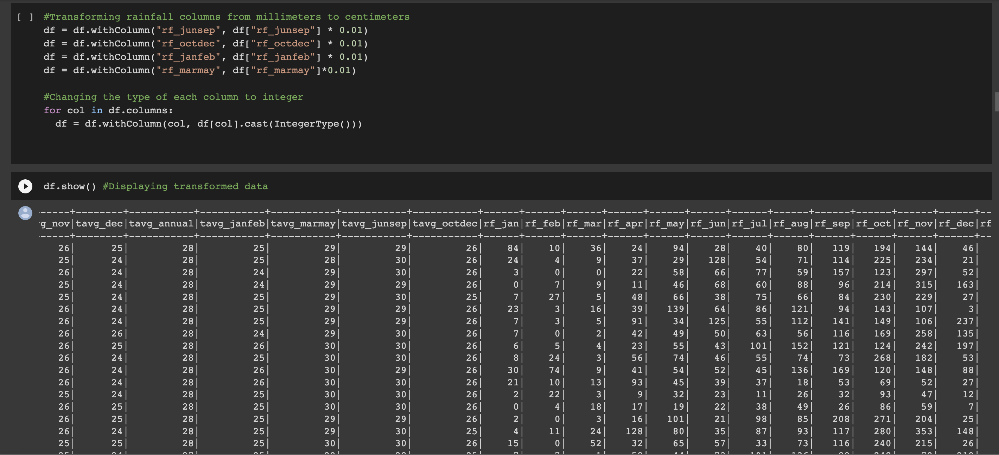 [ ] #Transforming rainfall columns from millimeters to centimeters
df = df.withColumn("rf_junsep", df["rf_junsep"] * 0.01)
df = df.withColumn("rf_octdec", df["rf_octdec"] * 0.01)
df = df.withColumn("rf_janfeb", df["rf_janfeb"] * 0.01)
df = df.withColumn("rf_marmay", df["rf_marmay"]*0.01)
#Changing the type of each column to integer
for col in df.columns:
df = df.withColumn(col, df[col].cast(IntegerType()))
df.show() #Displaying transformed data
-----+--------+-----------+-----------+-----------+-----------+-----------+------+------+------+------+------+------+------+------+------+------+------+------+--
g_nov|tavg_dec|tavg_annual|tavg_janfeb|tavg_marmay|tavg_junsep|tavg_octdec|rf_jan|rf_feb|rf_mar|rf_apr|rf_may|rf_jun|rf_jul|rf_aug|rf_sep|rf_oct|rf_nov|rf_dec|rf
-----+--------+-----------+-----------+-----------+-----------+-----------+------+------+------+------+------+------+------+------+------+------+------+------+--
26| 25| 28| 25| 29| 29| 26| 84| 10| 36| 24| 94| 28| 40| 80| 119| 194| 144| 46|
25| 24| 28| 25| 28| 30| 26| 24| 4| 9| 37| 29| 128| 54| 71| 114| 225| 234| 21|
26| 24| 28| 24| 29| 30| 26| 3| 0| 0| 22| 58| 66| 77| 59| 157| 123| 297| 52|
25| 24| 28| 24| 29| 29| 26| 0| 7| 9| 11| 46| 68| 60| 88| 96| 214| 315| 163|
25| 24| 28| 25| 29| 30| 25| 7| 27| 5| 48| 66| 38| 75| 66| 84| 230| 229| 27|
26| 24| 28| 25| 29| 29| 26| 23| 3| 16| 39| 139| 64| 86| 121| 94| 143| 107| 3|
26| 24| 28| 25| 29| 29| 26| 7| 3| 5| 91| 34| 125| 55| 112| 141| 149| 106| 237|
26| 26| 28| 24| 29| 30| 26| 7| 0| 2| 42| 49| 50| 63| 56| 116| 169| 258| 135|
26| 25| 28| 26| 30| 30| 26| 6| 5| 4| 23| 55| 43| 101| 152| 121| 124| 242| 197|
26| 24| 28| 25| 30| 30| 26| 8| 24| 3| 56| 74| 46| 55| 74| 73| 268| 182| 53|
26| 24| 28| 26| 30| 29| 26| 30| 74| 9| 41| 54| 52| 45| 136| 169| 120| 148| 88|
26| 24| 28| 26| 30| 30| 26| 21| 10| 13| 93| 45| 39| 37| 18| 53| 69| 52| 27|
25| 24| 28| 25| 30| 30| 26| 2| 22| 3| 9| 32| 23| 11| 26| 32| 93| 47| 12|
26| 25| 28| 25| 30| 30| 26| 0| 4| 18| 17| 19| 22| 38| 49| 26| 86| 59| 7|
26| 25| 28| 25| 29| 29| 26| 2| 0| 3| 16| 101| 21| 98| 85| 208| 271| 204| 25|
26| 24| 28| 25| 29| 30| 25| 4| 11| 24| 128| 80| 35| 87| 93| 117| 280| 353| 148|
25| 25| 28| 25| 30| 30| 26| 15| 0| 52| 32| 65| 57| 33| 73| 116| 240| 215| 26|